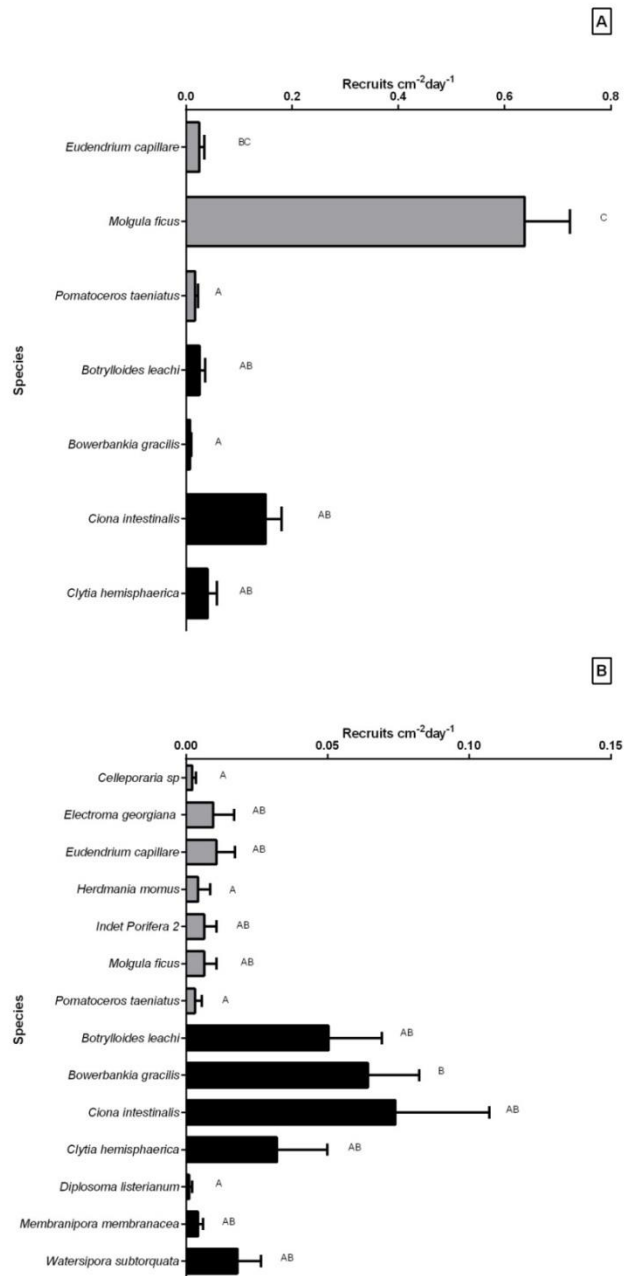 A
Recruits cm⁻²day⁻¹
0.0 0.2 0.4 0.6 0.8
Eudendrium capillare BC
Molgula ficus C
Pomatoceros taeniatus A
Species
Botrylloides leachi AB
Bowerbankia gracilis A
Ciona intestinalis AB
Clytia hemisphaerica AB
B
Recruits cm⁻²day⁻¹
0.00 0.05 0.10 0.15
Celleporaria sp A
Electroma georgiana AB
Eudendrium capillare AB
Herdmania momus A
Indet Porifera 2 AB
Molgula ficus AB
Pomatoceros taeniatus A
Species
Botrylloides leachi AB
Bowerbankia gracilis B
Ciona intestinalis AB
Clytia hemisphaerica AB
Diplosoma listerianum A
Membranipora membranacea AB
Watersipora subtorquata AB